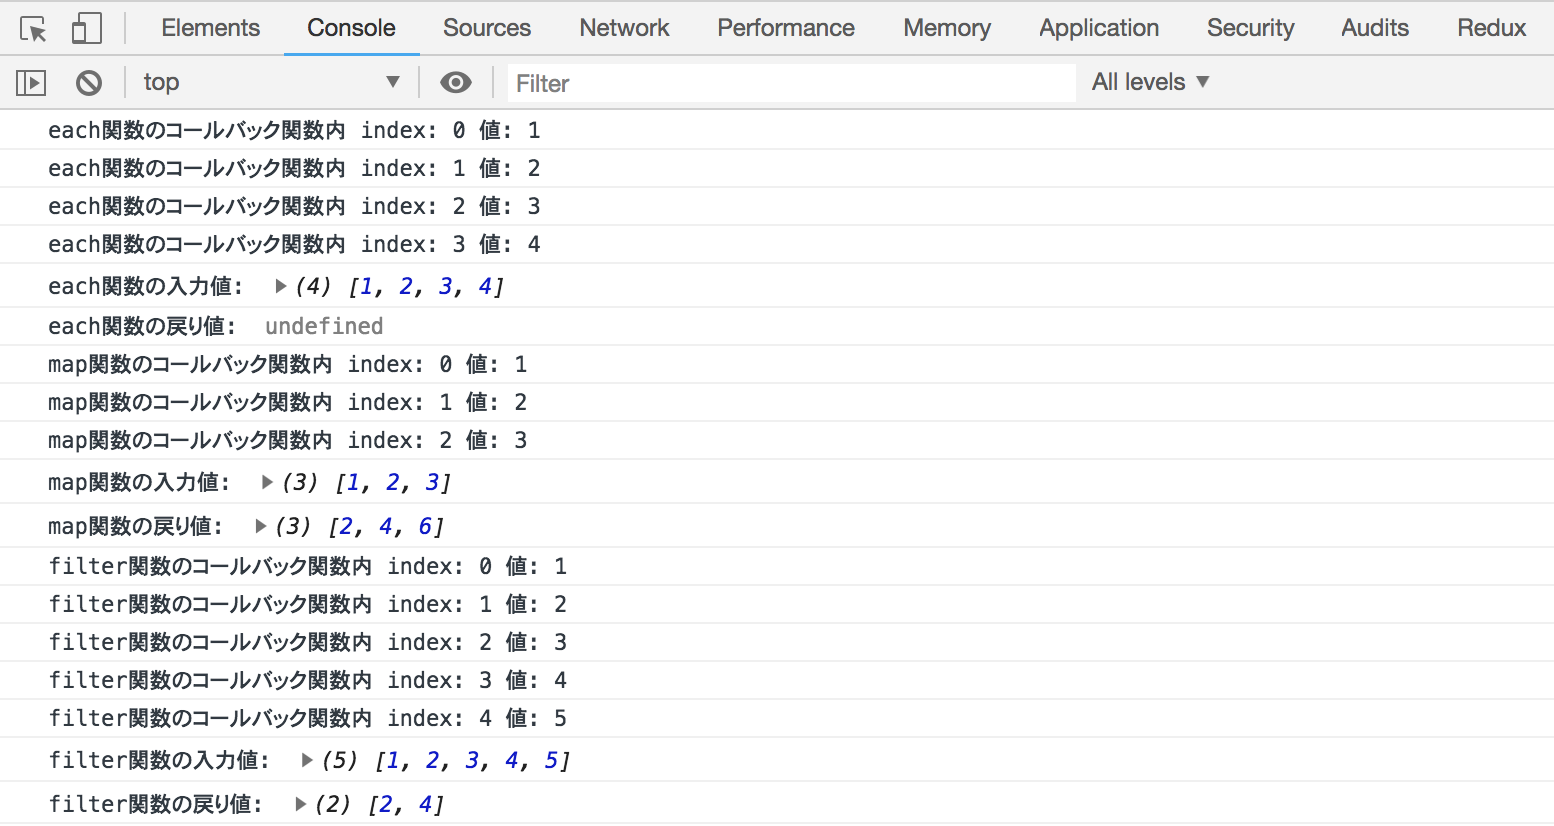 Elements Console Sources Network Performance Memory Application Security Audits Redux
top Filter All levels
each関数のコールバック関数内 index: 0 値: 1
each関数のコールバック関数内 index: 1 値: 2
each関数のコールバック関数内 index: 2 値: 3
each関数のコールバック関数内 index: 3 値: 4
each関数の入力値: (4) [1, 2, 3, 4]
each関数の戻り値: undefined
map関数のコールバック関数内 index: 0 値: 1
map関数のコールバック関数内 index: 1 値: 2
map関数のコールバック関数内 index: 2 値: 3
map関数の入力値: (3) [1, 2, 3]
map関数の戻り値: (3) [2, 4, 6]
filter関数のコールバック関数内 index: 0 値: 1
filter関数のコールバック関数内 index: 1 値: 2
filter関数のコールバック関数内 index: 2 値: 3
filter関数のコールバック関数内 index: 3 値: 4
filter関数のコールバック関数内 index: 4 値: 5
filter関数の入力値: (5) [1, 2, 3, 4, 5]
filter関数の戻り値: (2) [2, 4]